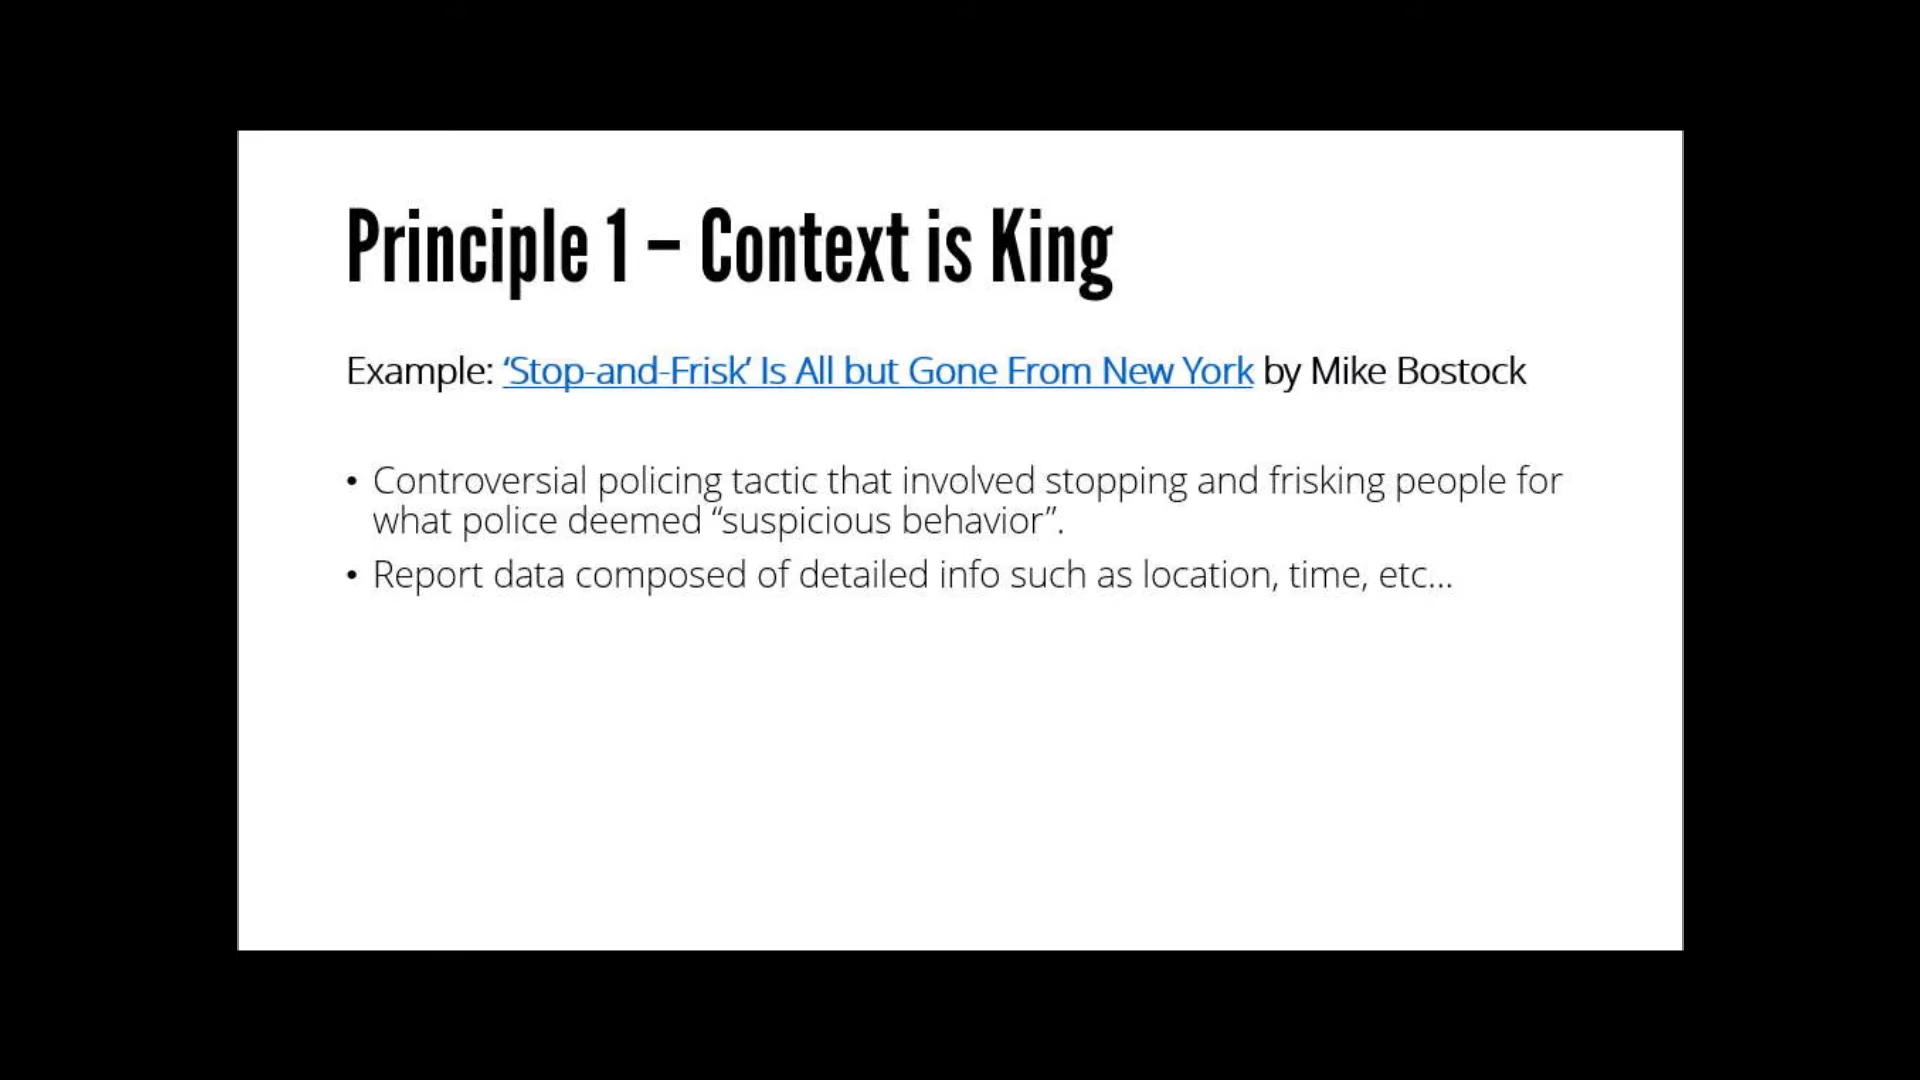 Principle 1 – Context is King
Example: ‘Stop-and-Frisk’ Is All but Gone From New York by Mike Bostock
• Controversial policing tactic that involved stopping and frisking people for
what police deemed “suspicious behavior”.
• Report data composed of detailed info such as location, time, etc...